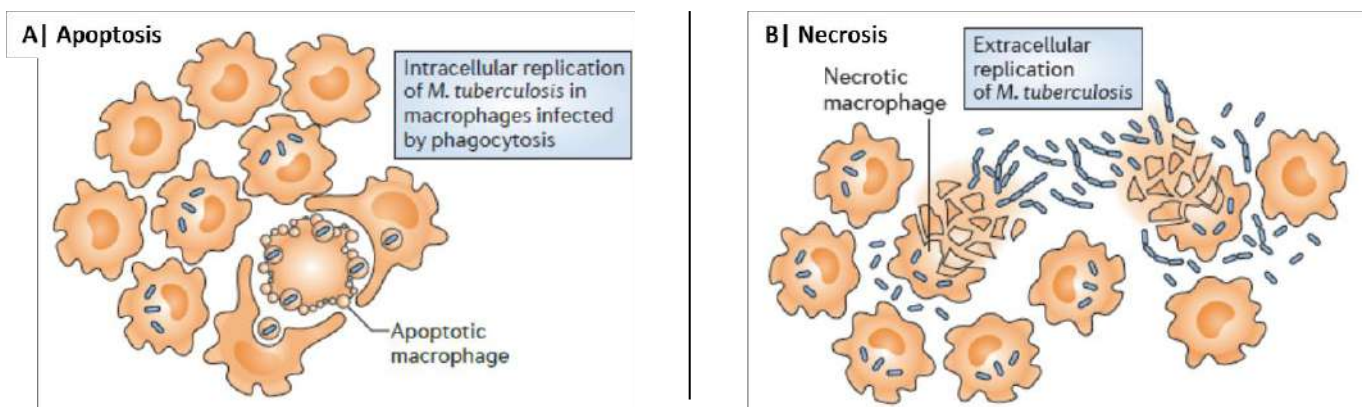 A| Apoptosis
Intracellular replication
of M. tuberculosis in
macrophages infected
by phagocytosis
Apoptotic
macrophage
B| Necrosis
Necrotic
macrophage
Extracellular
replication
of M. tuberculosis